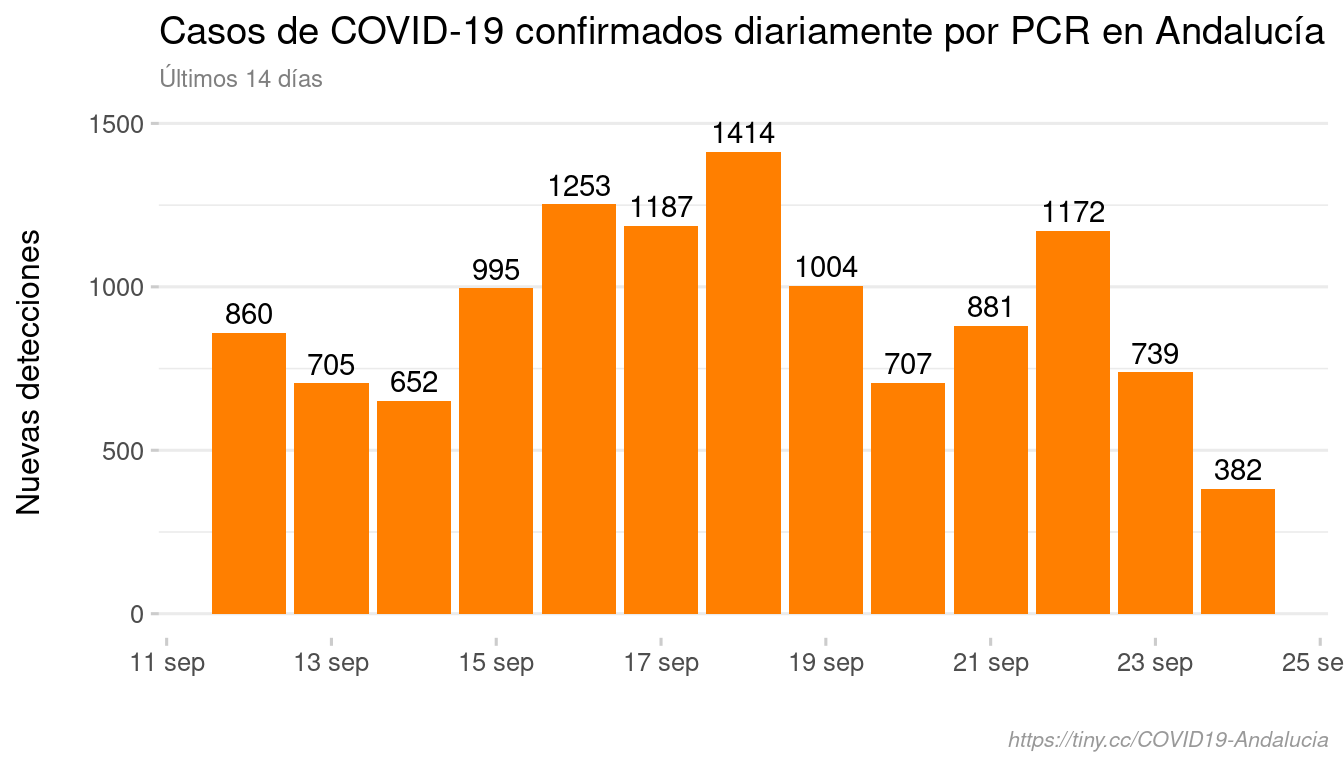 Casos de COVID-19 confirmados diariamente por PCR en Andalucía
Últimos 14 días
Nuevas detecciones
1500
1000
500
0
860
705
652
995
1253
1187
1414
1004
707
881
1172
739
382
11 sep
13 sep
15 sep
17 sep
19 sep
21 sep
23 sep
25 se
https://tiny.cc/COVID19-Andalucia